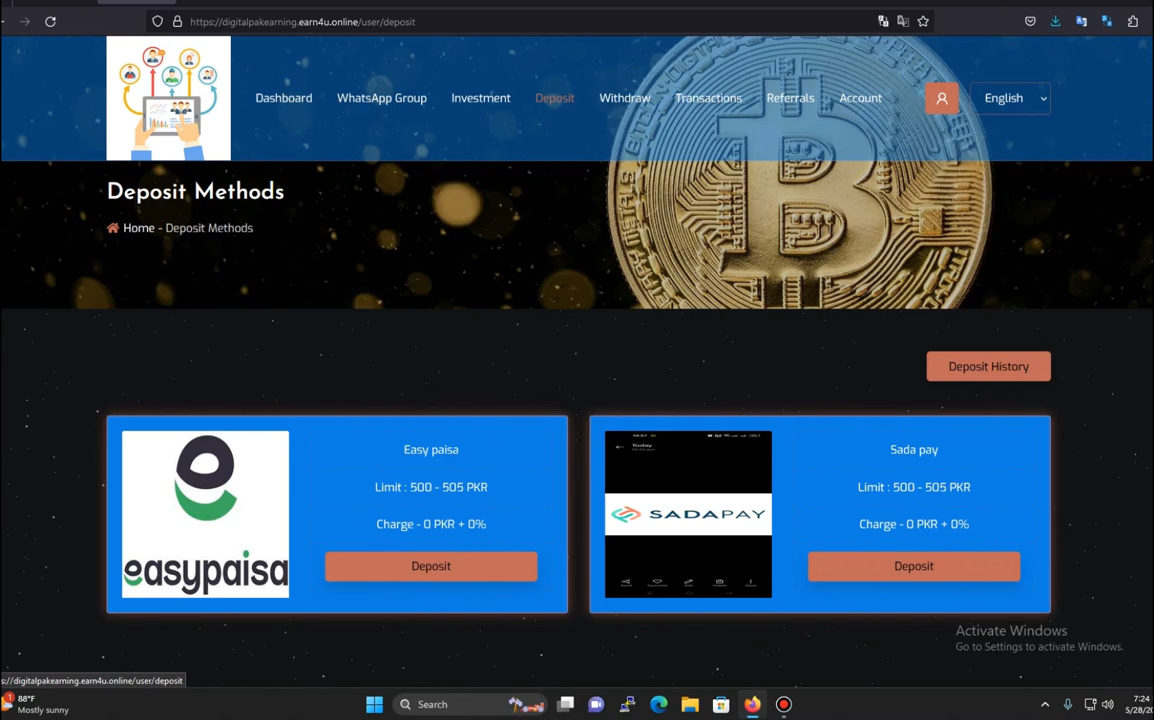 https://digitalpakearning.earn4u.online/user/deposit
Dashboard
WhatsApp Group
Investment
Deposit
Withdraw
Transactions
Referrals
Account
English
Deposit Methods
Home - Deposit Methods
Deposit History
Easy paisa
Limit : 500 - 505 PKR
Charge - 0 PKR + 0%
Deposit
easypaisa
Sada pay
Limit : 500 - 505 PKR
Charge - 0 PKR + 0%
Deposit
Today
SADAPAY
Activate Windows
Go to Settings to activate Windows.
s://digitalpakearning.earn4u.online/user/deposit
1
88°F
Mostly sunny
Search
7:24
5/28/20